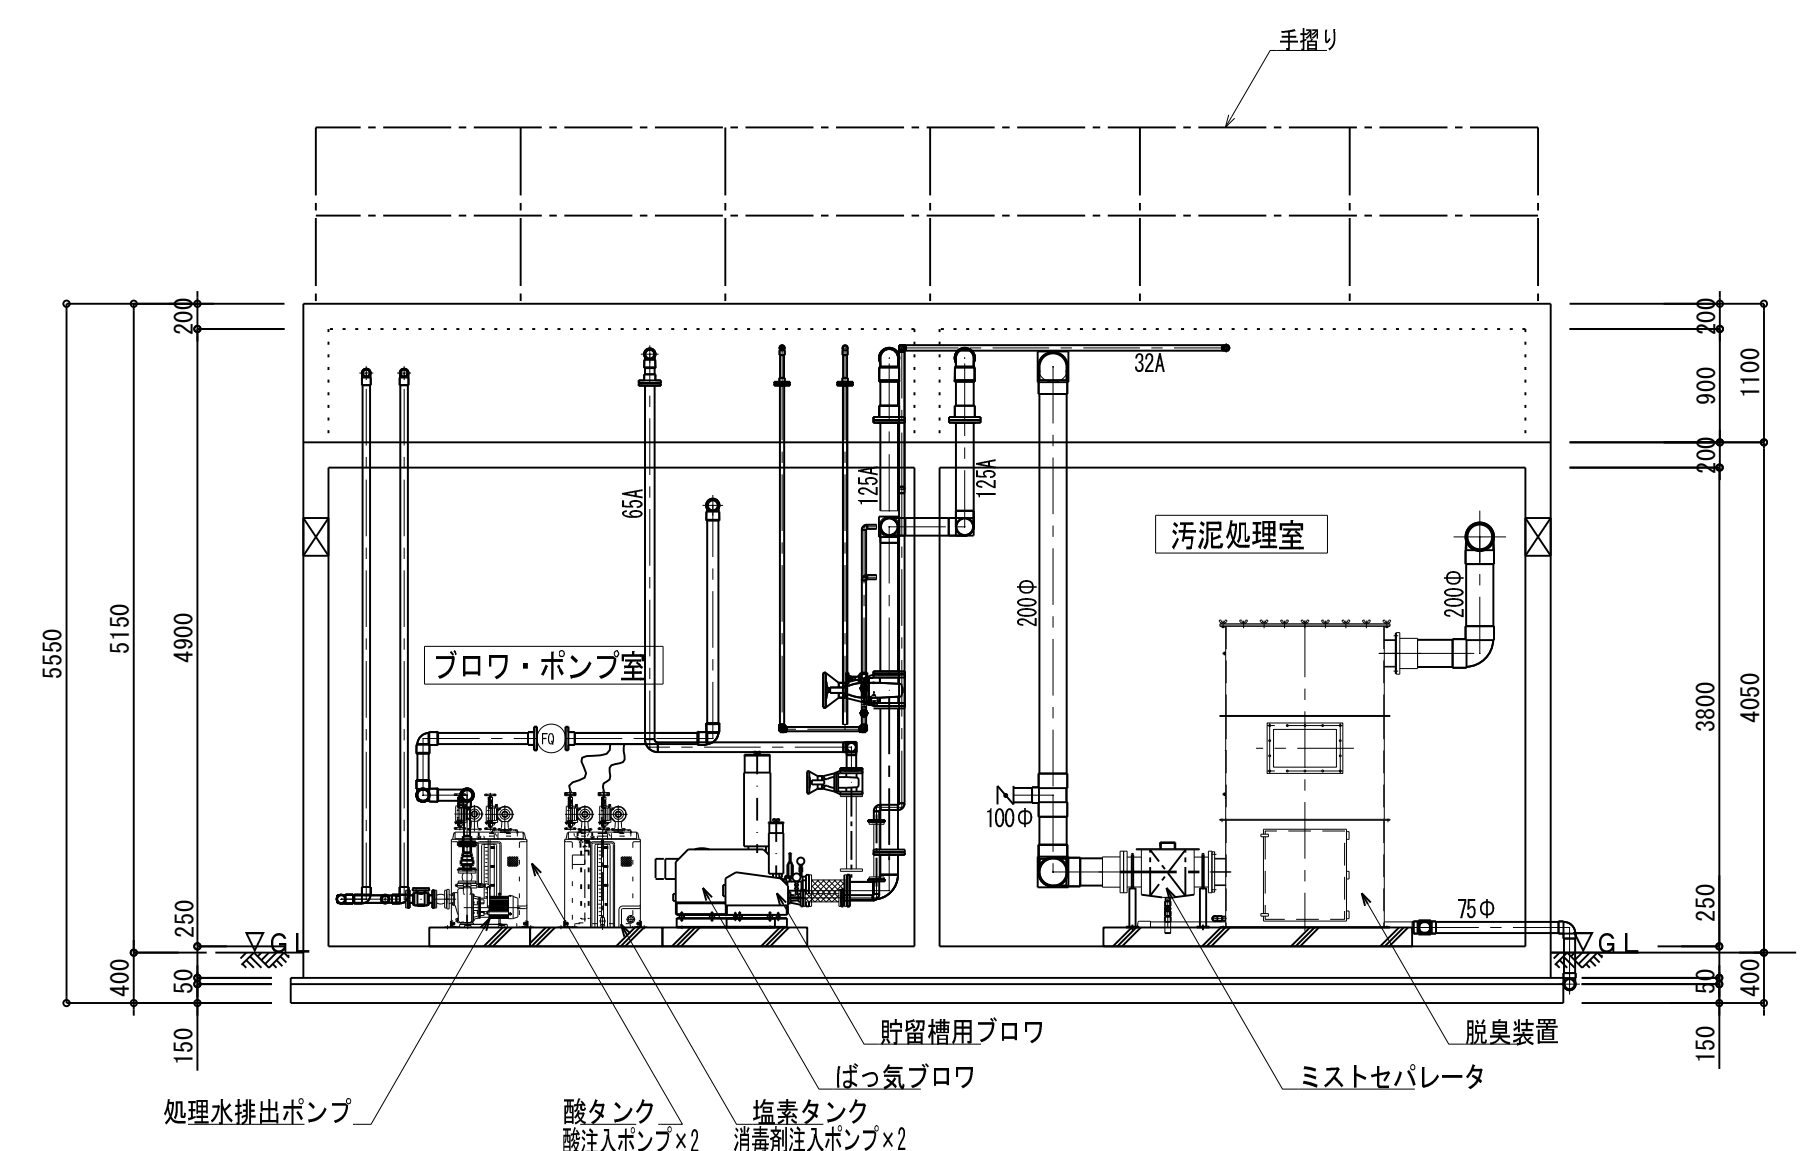 手摺り
200
200
32A
900
1100
200
125A
125A
65A
汚泥処理室
200Φ
200Φ
5550
5150
4900
ブロワ・ポンプ室
3800
4050
FQ
100Φ
250
250
75Φ
GL
GL
400
50
50
400
150
150
貯留槽用ブロワ
脱臭装置
ばっ気ブロワ
ミストセパレータ
処理水排出ポンプ
酸タンク
酸注入ポンプ×2
塩素タンク
消毒剤注入ポンプ×2